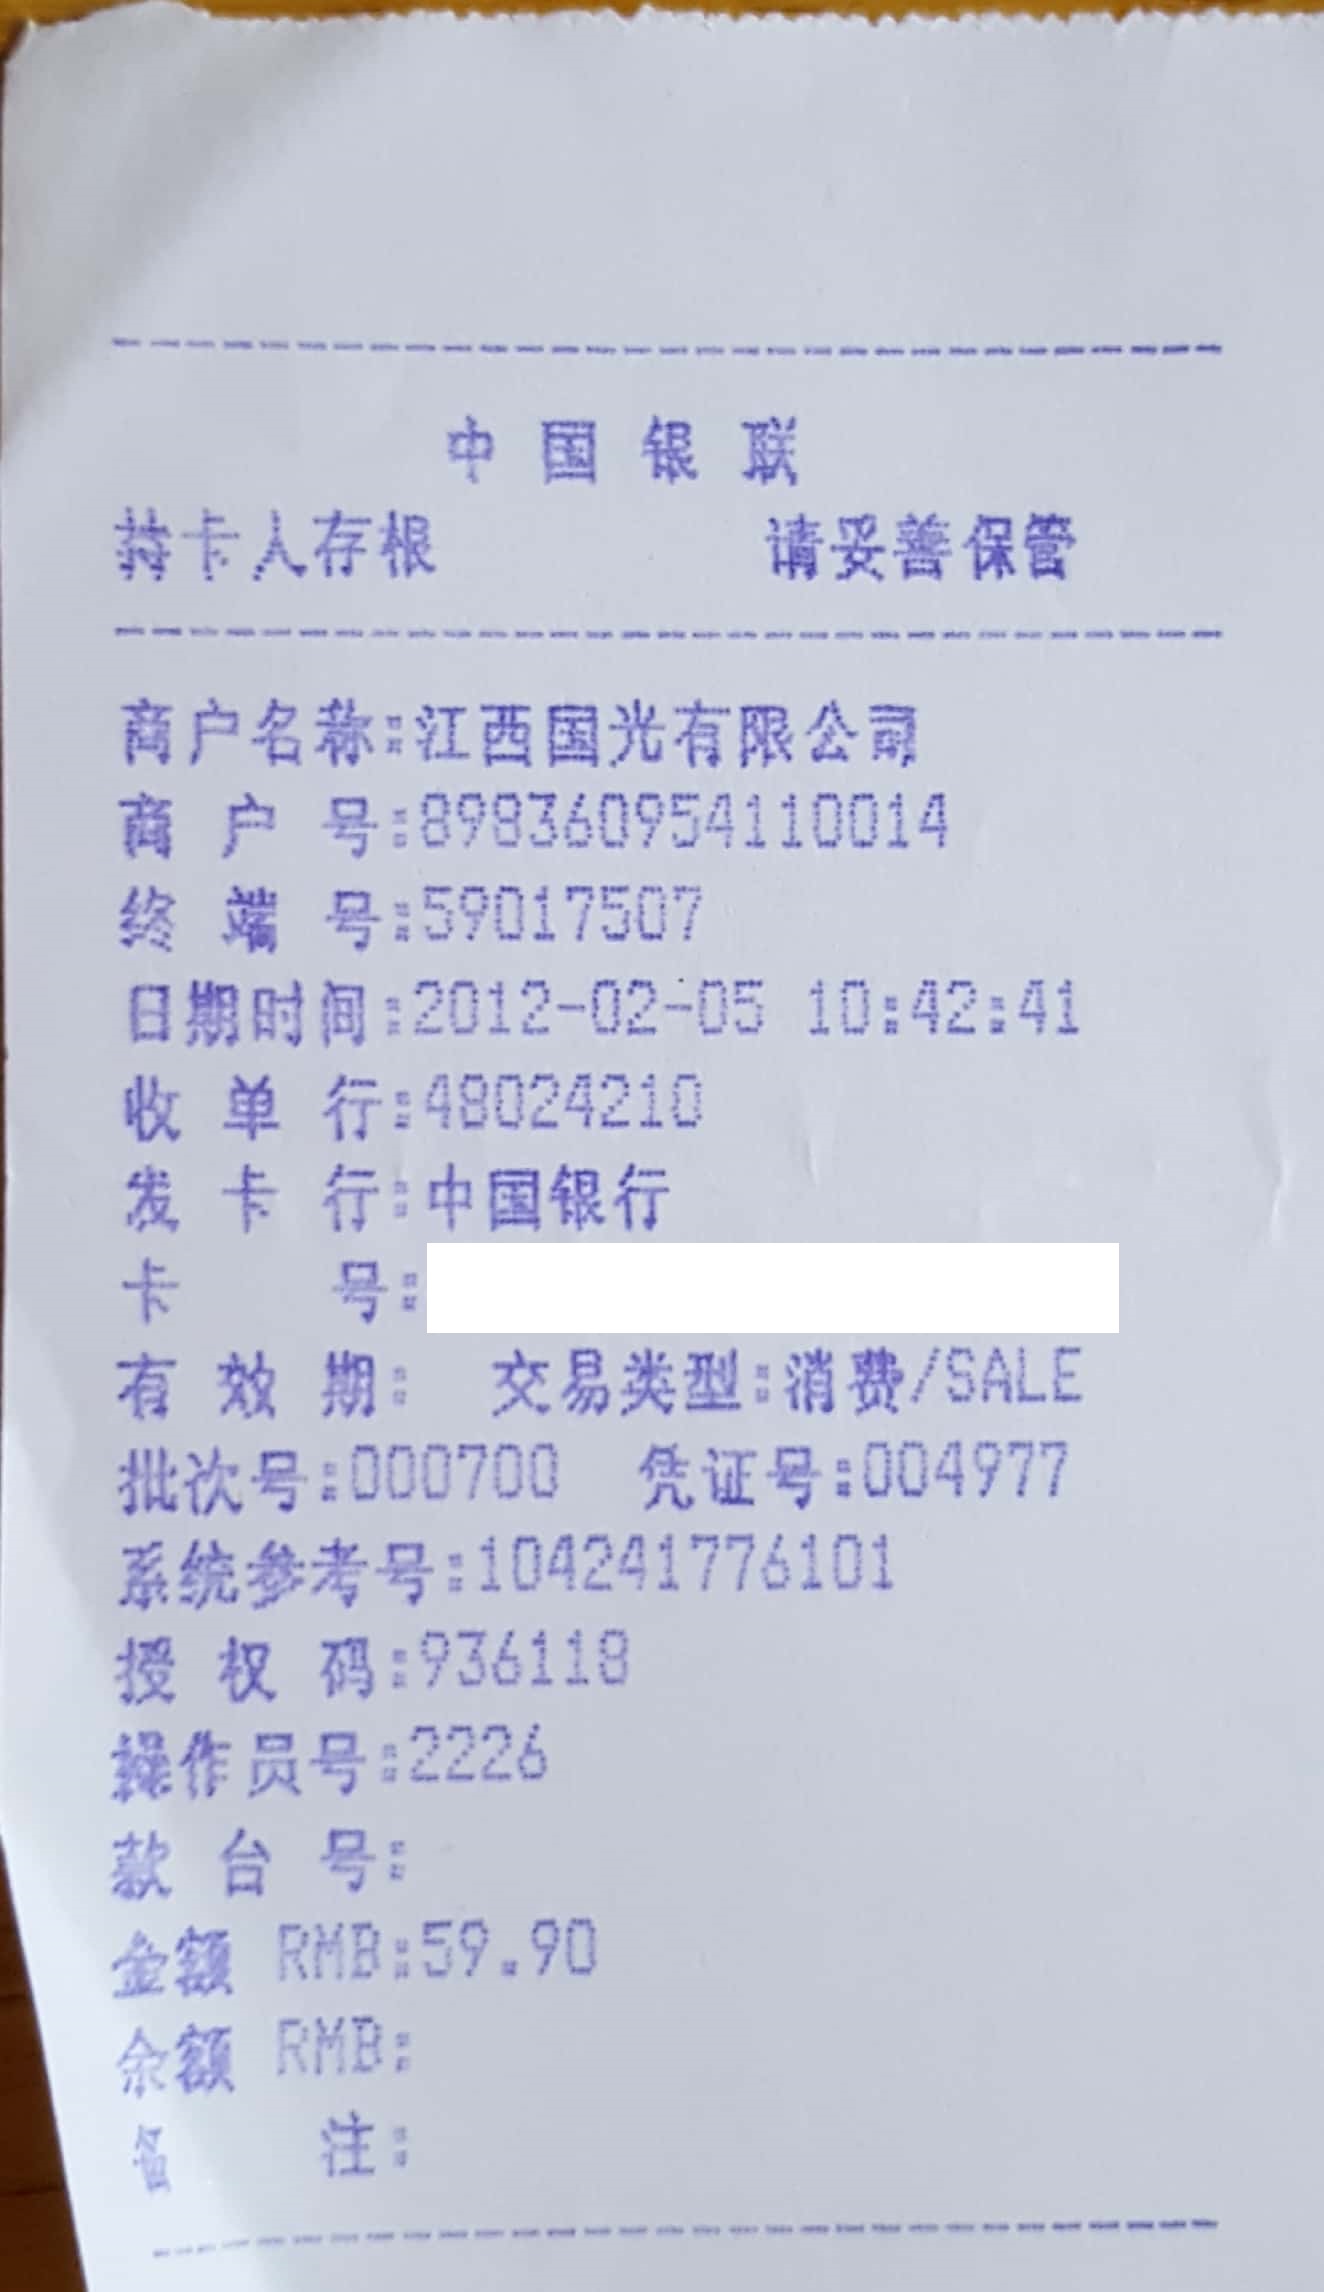 中国银联
持卡人存根 请妥善保管
商户名称:江西国光有限公司
商户号:898360954110014
终端号:59017507
日期时间:2012-02-05 10:42:41
收单行:48024210
发卡行:中国银行
卡号:
有效期: 交易类型:消费/SALE
批次号:000700 凭证号:004977
系统参考号:104241776101
授权码:936118
操作员号:2226
款台号:
金额 RMB:59.90
余额 RMB:
备注: